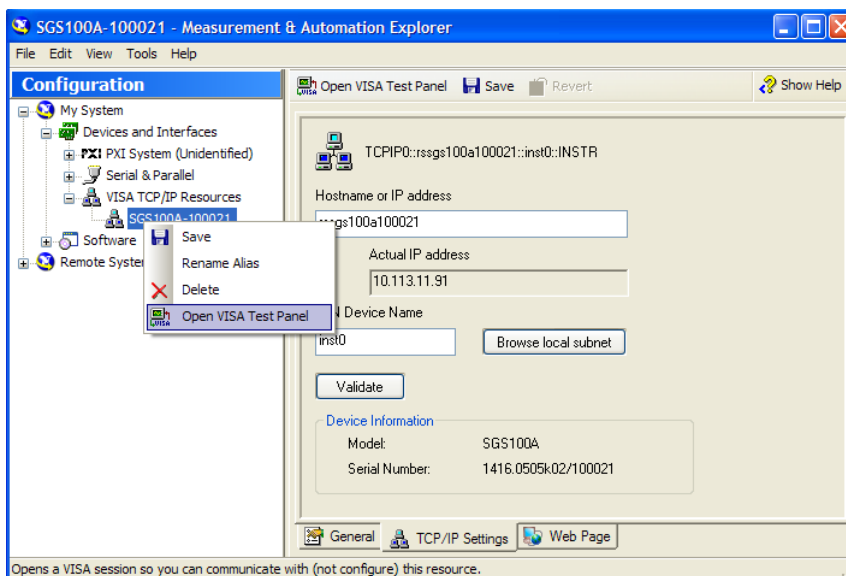 SGS100A-100021 - Measurement & Automation Explorer
File Edit View Tools Help
Configuration
Open VISA Test Panel Save Revert Show Help
My System
Devices and Interfaces
PXI PXI System (Unidentified)
Serial & Parallel
VISA TCP/IP Resources
SGS100A-100021
Software
Remote
Save
Rename Alias
Delete
Open VISA Test Panel
TCPIP0::rssgs100a100021::inst0::INSTR
Hostname or IP address
rssgs100a100021
Actual IP address
10.113.11.91
Device Name
inst0
Browse local subnet
Validate
Device Information
Model: SGS100A
Serial Number: 1416.0505k02/100021
General TCP/IP Settings Web Page
Opens a VISA session so you can communicate with (not configure) this resource.